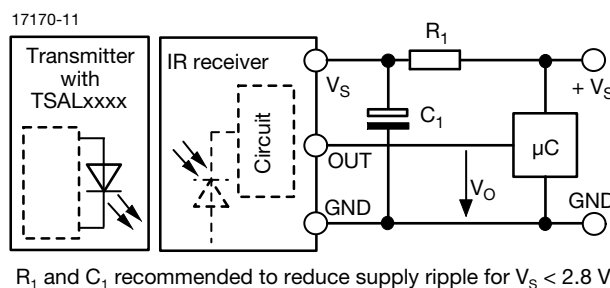 17170-11
Transmitter
with
TSALxxxx
IR receiver
Circuit
VS
OUT
GND
R1
C1
VO
µC
+ VS
GND
R1 and C1 recommended to reduce supply ripple for VS < 2.8 V